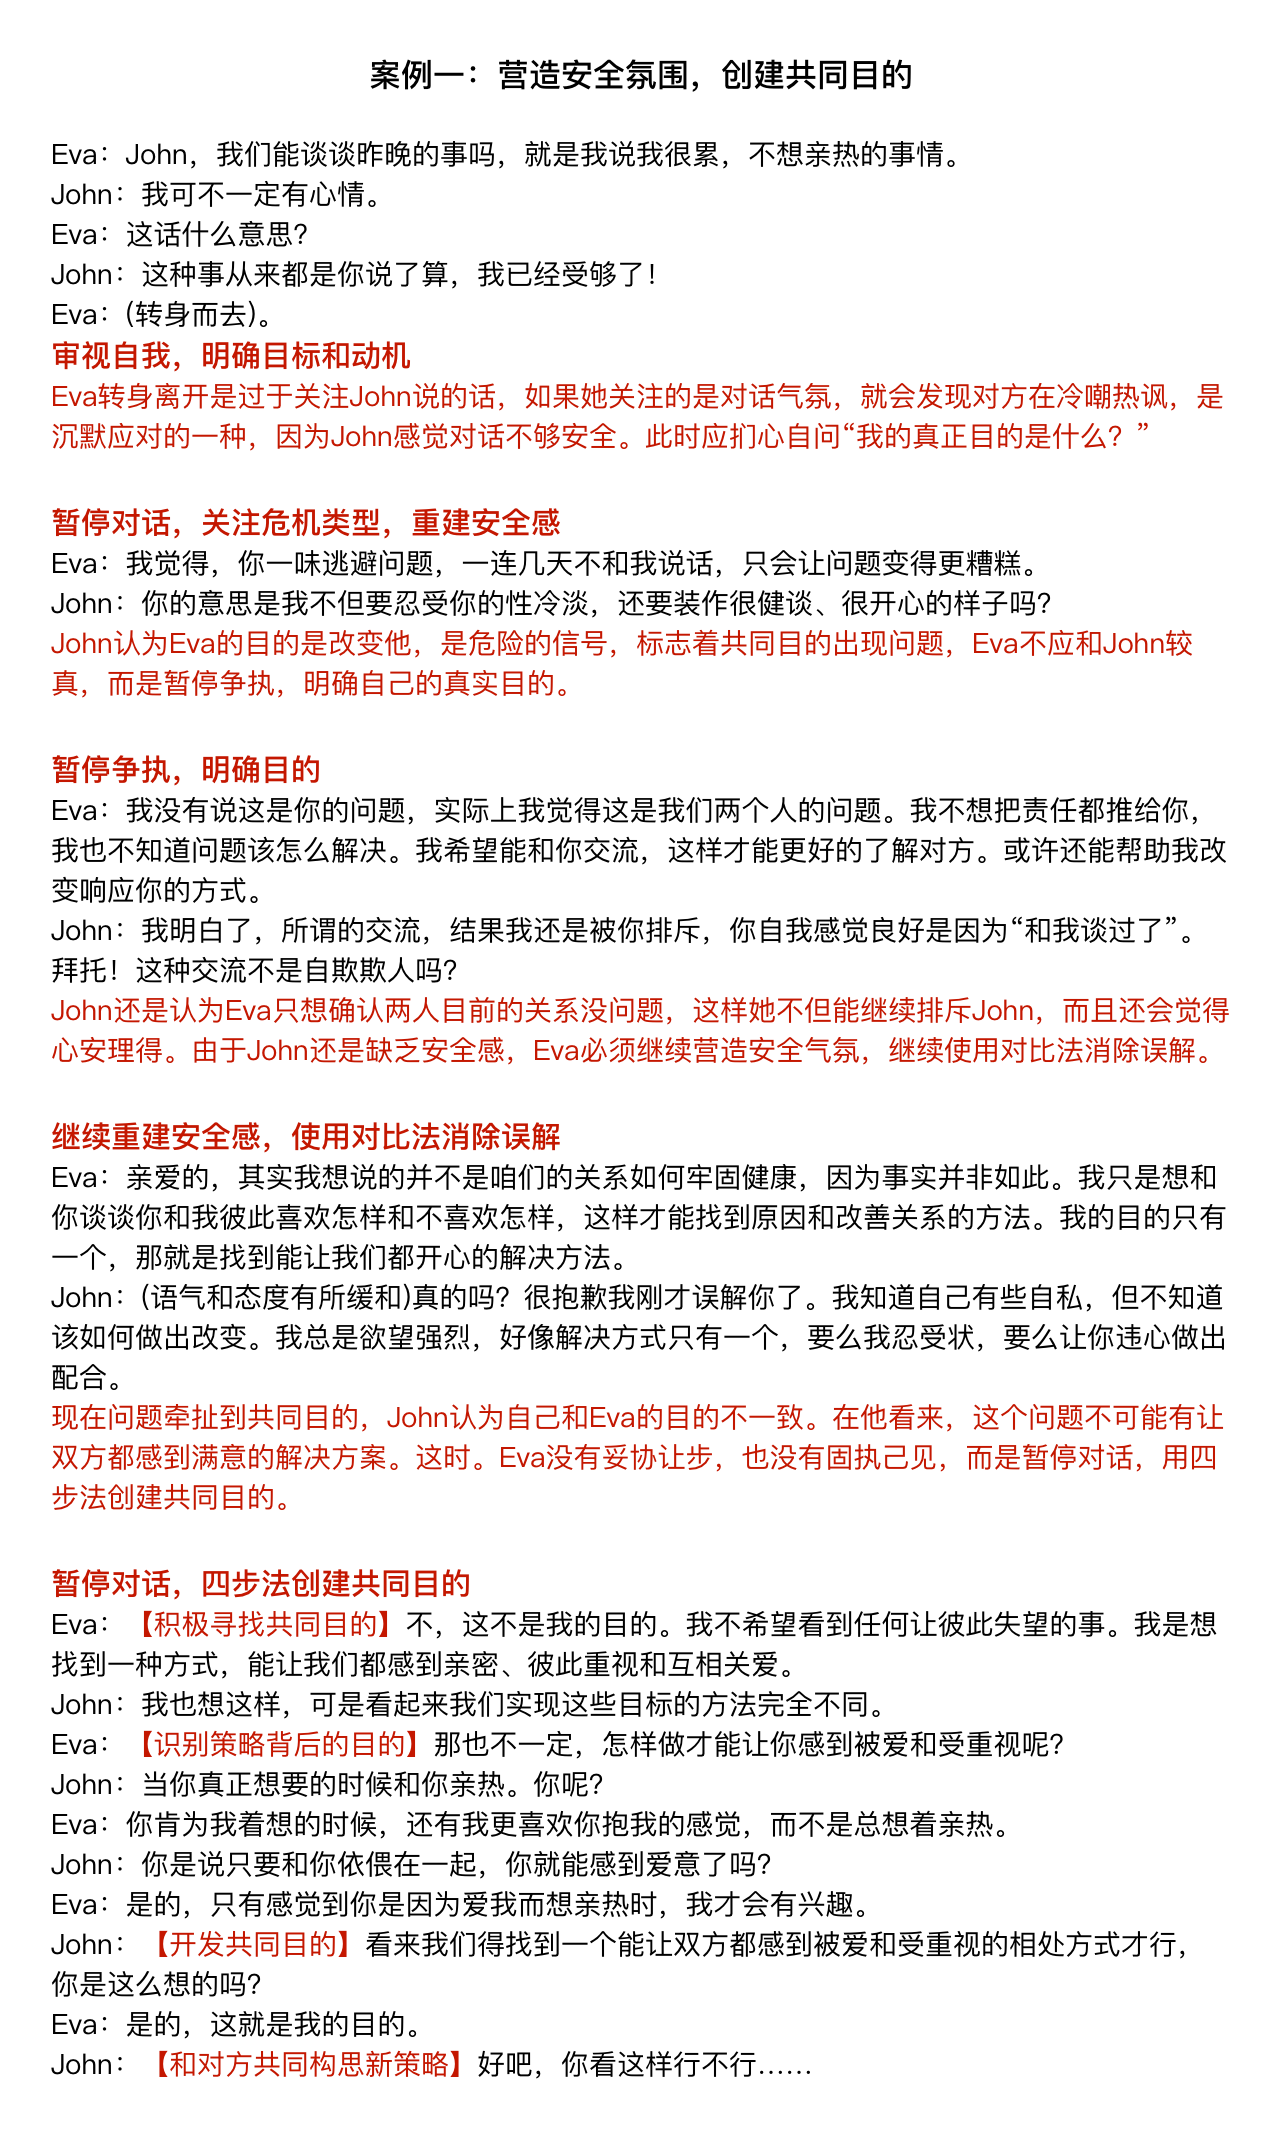 案例一：营造安全氛围，创建共同目的
Eva：John，我们能谈谈昨晚的事吗，就是我说我很累，不想亲热的事情。
John：我可不一定有心情。
Eva：这话什么意思？
John：这种事从来都是你说了算，我已经受够了！
Eva：(转身而去)。
审视自我，明确目标和动机
Eva转身离开是过于关注John说的话，如果她关注的是对话气氛，就会发现对方在冷嘲热讽，是
沉默应对的一种，因为John感觉对话不够安全。此时应扪心自问“我的真正目的是什么？”
暂停对话，关注危机类型，重建安全感
Eva：我觉得，你一味逃避问题，一连几天不和我说话，只会让问题变得更糟糕。
John：你的意思是我不但要忍受你的性冷淡，还要装作很健谈、很开心的样子吗？
John认为Eva的目的是改变他，是危险的信号，标志着共同目的出现问题，Eva不应和John较
真，而是暂停争执，明确自己的真实目的。
暂停争执，明确目的
Eva：我没有说这是你的问题，实际上我觉得这是我们两个人的问题。我不想把责任都推给你，
我也不知道问题该怎么解决。我希望能和你交流，这样才能更好的了解对方。或许还能帮助我改
变响应你的方式。
John：我明白了，所谓的交流，结果我还是被你排斥，你自我感觉良好是因为“和我谈过了”。
拜托！这种交流不是自欺欺人吗？
John还是认为Eva只想确认两人目前的关系没问题，这样她不但能继续排斥John，而且还会觉得
心安理得。由于John还是缺乏安全感，Eva必须继续营造安全气氛，继续使用对比法消除误解。
继续重建安全感，使用对比法消除误解
Eva：亲爱的，其实我想说的并不是咱们的关系如何牢固健康，因为事实并非如此。我只是想和
你谈谈你和我彼此喜欢怎样和不喜欢怎样，这样才能找到原因和改善关系的方法。我的目的只有
一个，那就是找到能让我们都开心的解决方法。
John：(语气和态度有所缓和)真的吗？很抱歉我刚才误解你了。我知道自己有些自私，但不知道
该如何做出改变。我总是欲望强烈，好像解决方式只有一个，要么我忍受状，要么让你违心做出
配合。
现在问题牵扯到共同目的，John认为自己和Eva的目的不一致。在他看来，这个问题不可能有让
双方都感到满意的解决方案。这时。Eva没有妥协让步，也没有固执己见，而是暂停对话，用四
步法创建共同目的。
暂停对话，四步法创建共同目的
Eva：【积极寻找共同目的】不，这不是我的目的。我不希望看到任何让彼此失望的事。我是想
找到一种方式，能让我们都感到亲密、彼此重视和互相关爱。
John：我也想这样，可是看起来我们实现这些目标的方法完全不同。
Eva：【识别策略背后的目的】那也不一定，怎样做才能让你感到被爱和受重视呢？
John：当你真正想要的时候和你亲热。你呢？
Eva：你肯为我着想的时候，还有我更喜欢你抱我的感觉，而不是总想着亲热。
John：你是说只要和你依偎在一起，你就能感到爱意了吗？
Eva：是的，只有感觉到你是因为爱我而想亲热时，我才会有兴趣。
John：【开发共同目的】看来我们得找到一个能让双方都感到被爱和受重视的相处方式才行，
你是这么想的吗？
Eva：是的，这就是我的目的。
John：【和对方共同构思新策略】好吧，你看这样行不行……